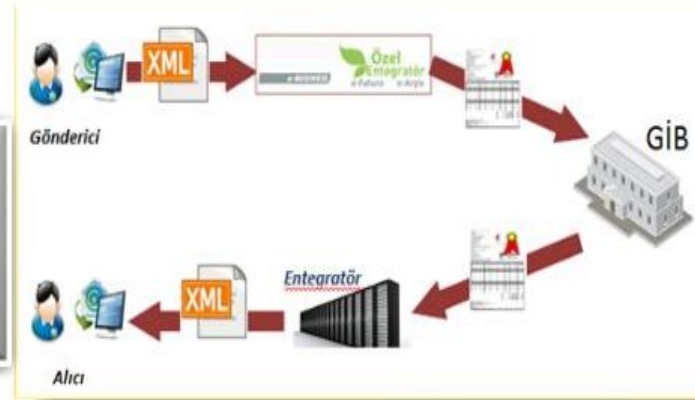 XML
Özel
Entegratör
e-Fatura e-Arşiv
e-BUSINESS
Gönderici
GİB
Entegratör
XML
Alıcı